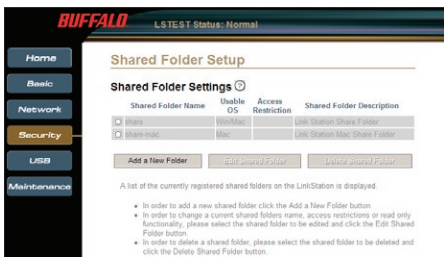 BUFFALO
LSTEST Status: Normal
Home
Basic
Network
Security
USB
Maintenance
Shared Folder Setup
Shared Folder Settings ?
Shared Folder Name Usable OS Access Restriction Shared Folder Description
share Win/Mac Link Station Share Folder
share-mac Mac Link Station Mac Share Folder
Add a New Folder Edit Shared Folder Delete Shared Folder
A list of the currently registered shared folders on the LinkStation is displayed.
In order to add a new shared folder click the Add a New Folder button.
In order to change a current shared folders name, access restrictions or read only
functionality, please select the shared folder to be edited and click the Edit Shared
Folder button.
In order to delete a shared folder, please select the shared folder to be deleted and
click the Delete Shared Folder button.